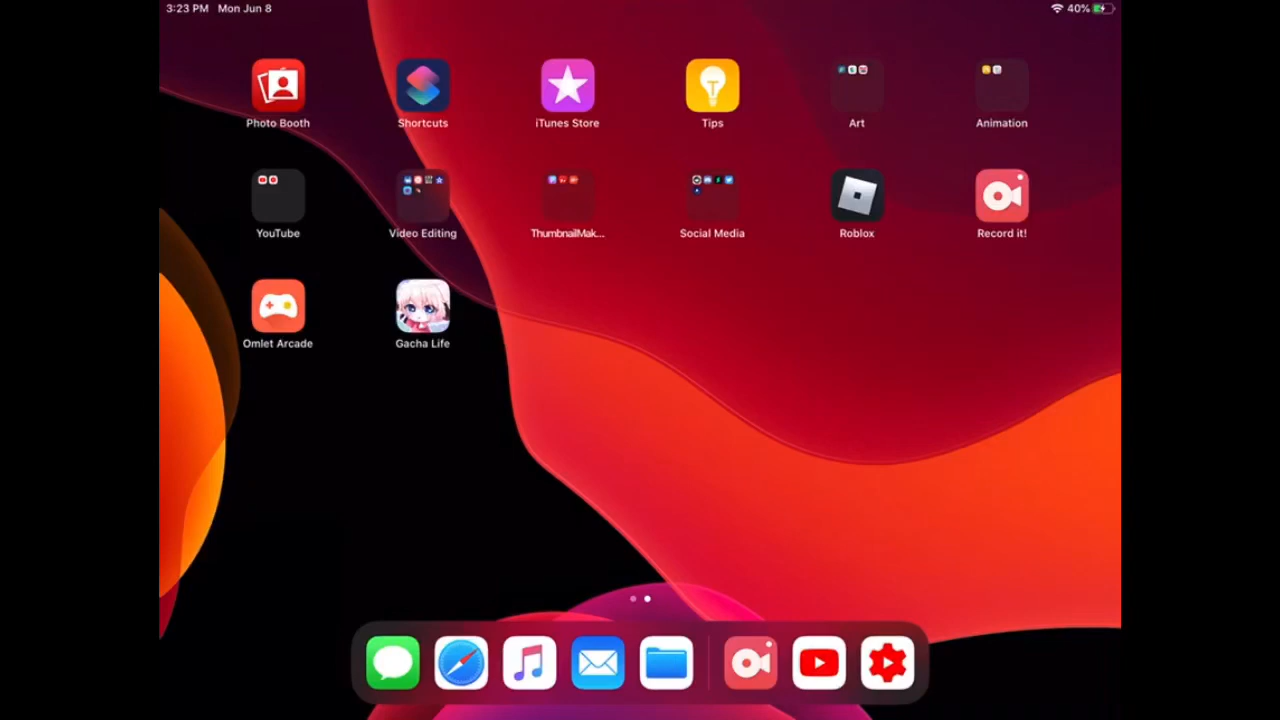 3:23 PM Mon Jun 8 40%
Photo Booth Shortcuts iTunes Store Tips Art Animation
YouTube Video Editing ThumbnailMak... Social Media Roblox Record it!
Omlet Arcade Gacha Life